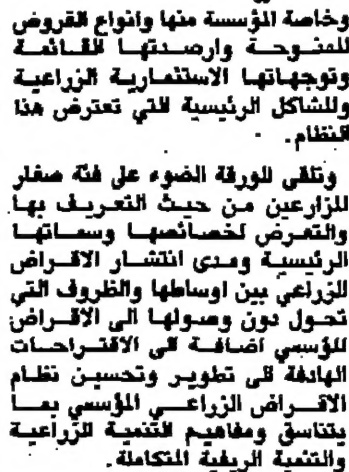 وخاصة المؤسسة منها وانواع القروض
الممنوحة وارصدتها القائمة
وتوجهاتها الاستثمارية الزراعية
والمشاكل الرئيسية التي تعترض هذا
النظام.
وتلقي الورقة الضوء على فئة صغار
المزارعين من حيث التعريف بها
والتعرض لخصائصها وسماتها
الرئيسية ومدى انتشار الاقراض
الزراعي بين اوساطها والظروف التي
تحول دون وصولها الى الاقراض
المؤسسي اضافة الى الاقتراحات
الهادفة الى تطوير وتحسين نظام
الاقراض الزراعي المؤسسي بما
يتناسق ومفاهيم التنمية الزراعية
والتنمية الريفية المتكاملة.